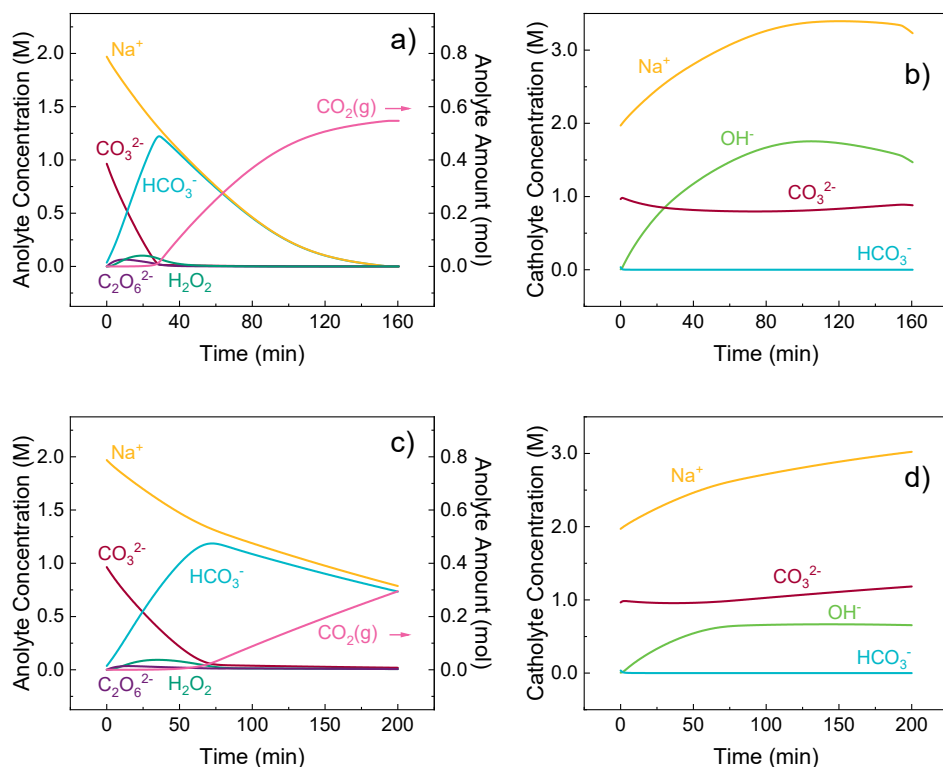 a)
Anolyte Concentration (M)
2.0
1.5
1.0
0.5
0.0
Na⁺
CO₃²⁻
HCO₃⁻
CO₂(g)
C₂O₆²⁻
H₂O₂
0.8
0.6
0.4
0.2
0.0
Anolyte Amount (mol)
0 40 80 120 160
Time (min)
b)
Catholyte Concentration (M)
3.0
2.0
1.0
0.0
Na⁺
OH⁻
CO₃²⁻
HCO₃⁻
0 40 80 120 160
Time (min)
c)
Anolyte Concentration (M)
2.0
1.5
1.0
0.5
0.0
Na⁺
CO₃²⁻
HCO₃⁻
CO₂(g)
C₂O₆²⁻
H₂O₂
0.8
0.6
0.4
0.2
0.0
Anolyte Amount (mol)
0 50 100 150 200
Time (min)
d)
Catholyte Concentration (M)
3.0
2.0
1.0
0.0
Na⁺
CO₃²⁻
OH⁻
HCO₃⁻
0 50 100 150 200
Time (min)